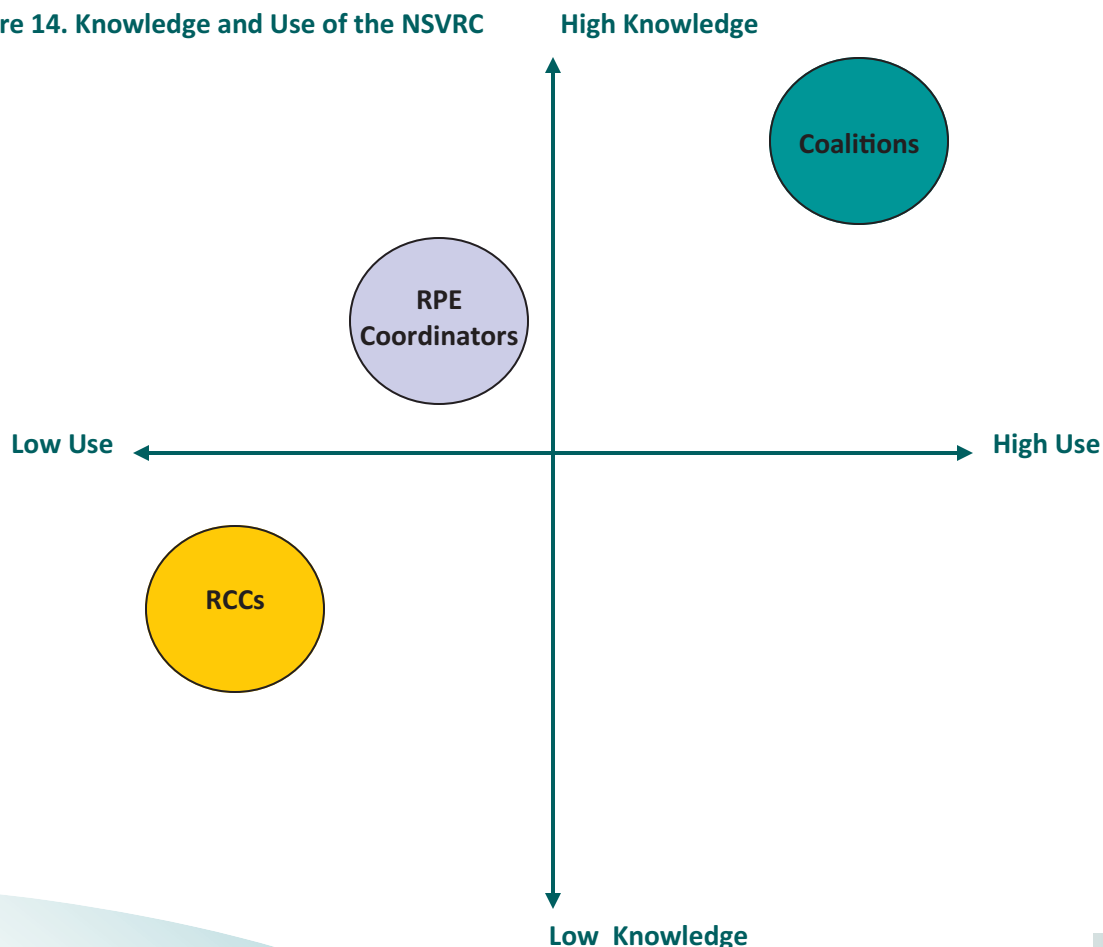 re 14. Knowledge and Use of the NSVRC
High Knowledge
Coalitions
RPE
Coordinators
Low Use
High Use
RCCs
Low Knowledge